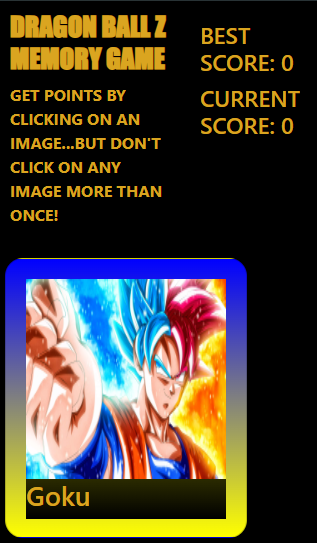 DRAGON BALL Z
MEMORY GAME
GET POINTS BY
CLICKING ON AN
IMAGE...BUT DON'T
CLICK ON ANY
IMAGE MORE THAN
ONCE!
BEST
SCORE: 0
CURRENT
SCORE: 0
Goku